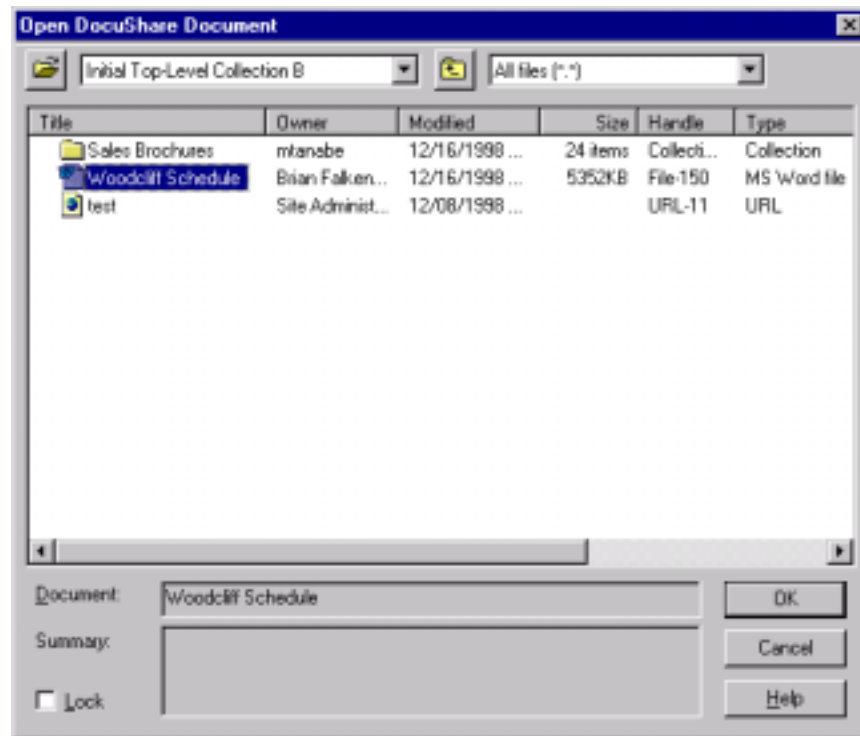 Open DocuShare Document
Initial Top-Level Collection B All files (*.*)
Title Owner Modified Size Handle Type
Sales Brochures mtanabe 12/16/1998 ... 24 items Collecti... Collection
Woodcliff Schedule Brian Falken... 12/16/1998 ... 5352KB File-150 MS Word file
test Site Administ... 12/08/1998 ... URL-11 URL
Document: Woodcliff Schedule OK
Summary: Cancel
Lock Help